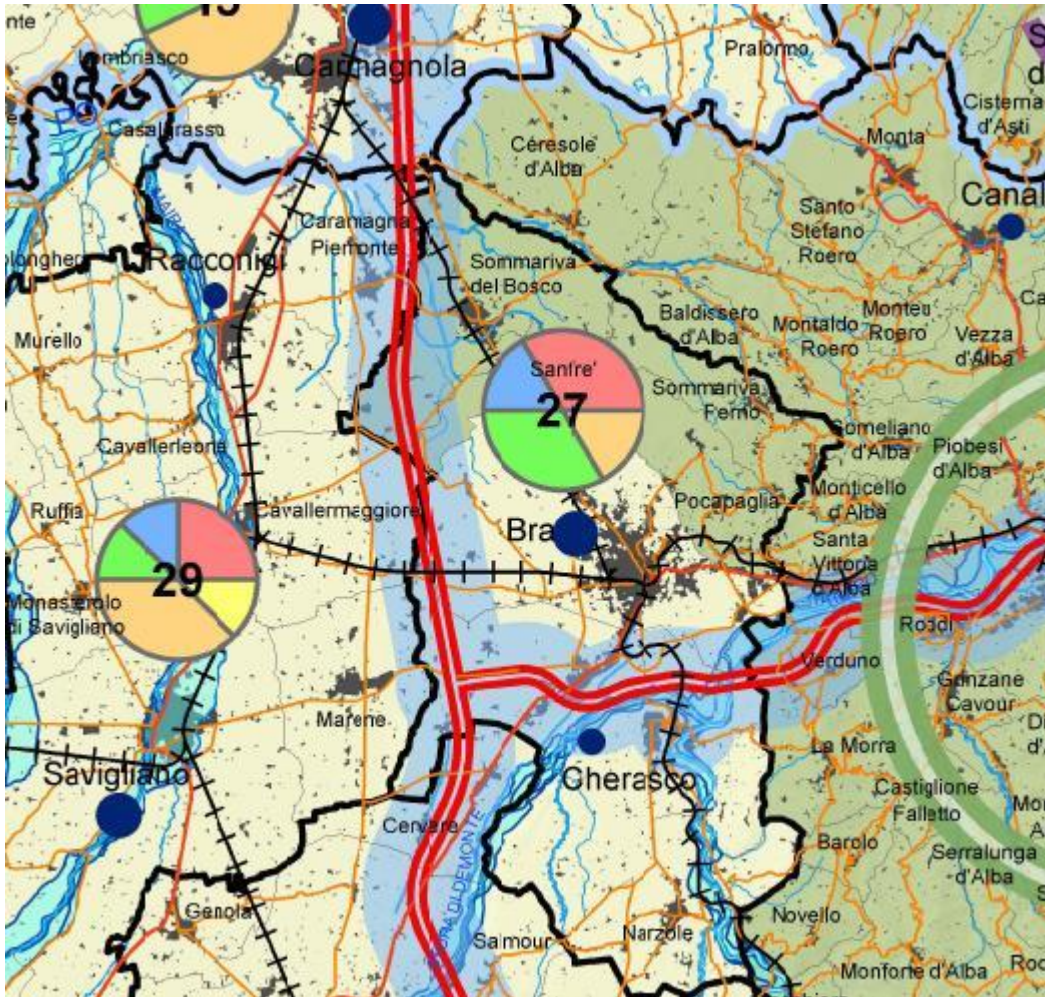 Lombriasco
Carmagnola
Pralormo
Cisterna
d'Asti
PO
Casalgrasso
Ceresole
d'Alba
Monta
Canal
MAIRA
Caramagna
Piemonte
Santo
Stefano
Roero
Racconigi
Sommariva
del Bosco
Baldissero
d'Alba
Monteu
Roero
Montaldo
Roero
Vezza
d'Alba
Murello
Sanfre'
27
Sommariva
Perno
Cavallerleone
Corneliano
d'Alba
Piobesi
d'Alba
Ruffia
Cavallermaggiore
Pocapaglia
Monticello
d'Alba
Bra
Santa
Vittoria
d'Alba
29
Monasterolo
di Savigliano
Roddi
Verduno
Marene
Cavour
La Morra
Savigliano
Cherasco
Castiglione
Falletto
Cervere
Barolo
Serralunga
d'Alba
Genola
Novello
Salmour
Narzole
Monforte d'Alba